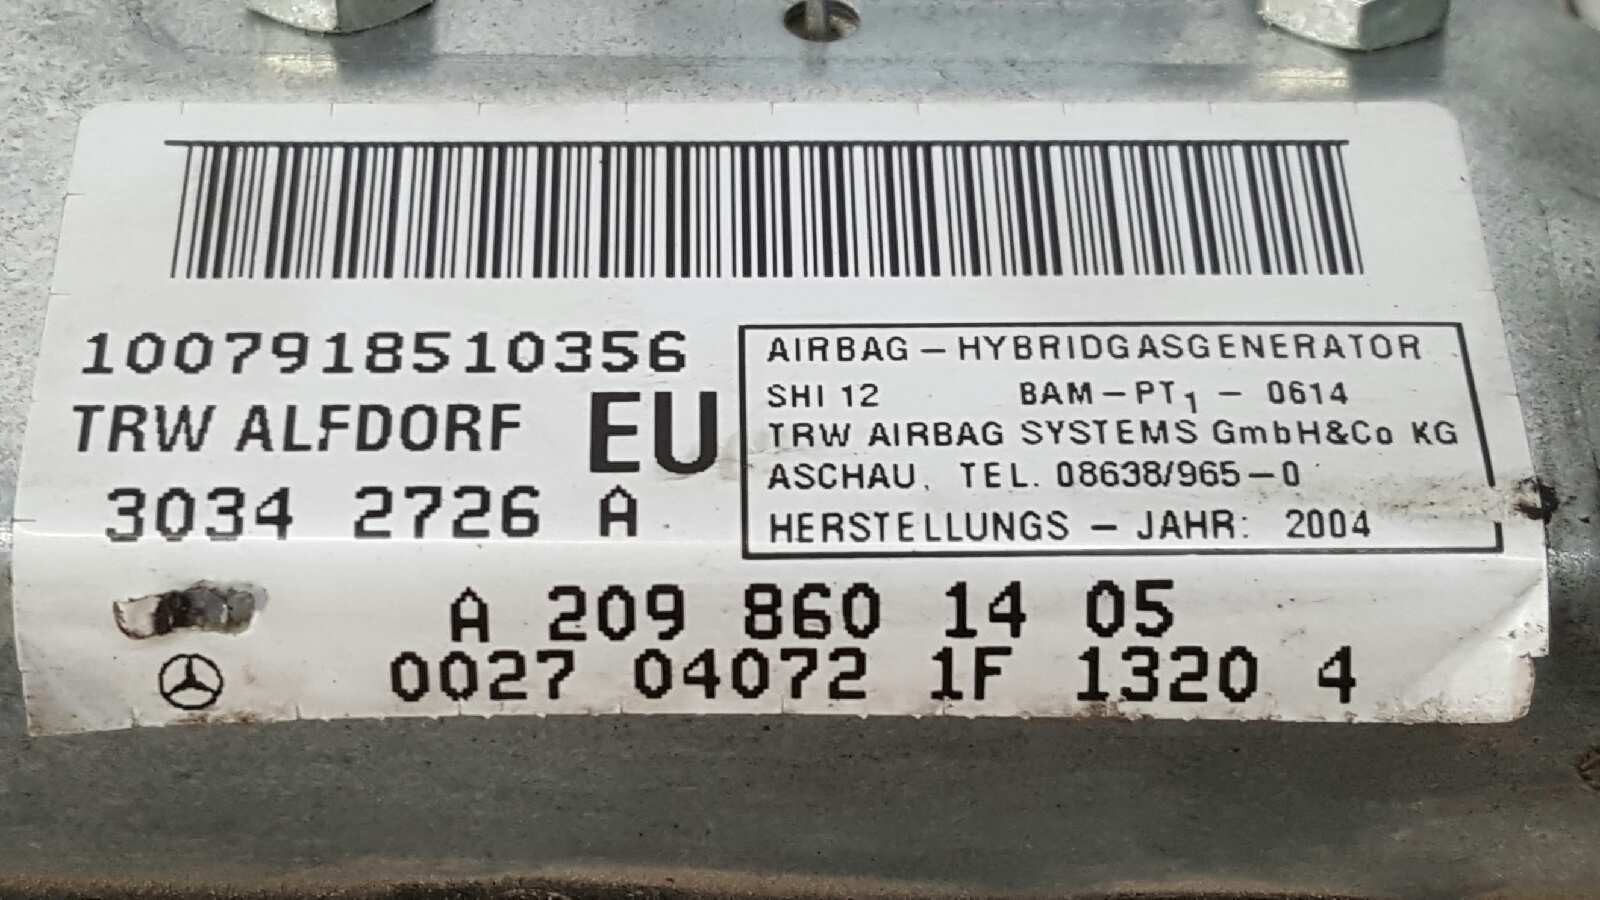 1007918510356
TRW ALFDORF EU
3034 2726 A
AIRBAG – HYBRIDGASGENERATOR
SHI 12 BAM – PT1 – 0614
TRW AIRBAG SYSTEMS GmbH&Co KG
ASCHAU, TEL. 08638/965–0
HERSTELLUNGS – JAHR: 2004
A 209 860 14 05
0027 04072 1F 1320 4